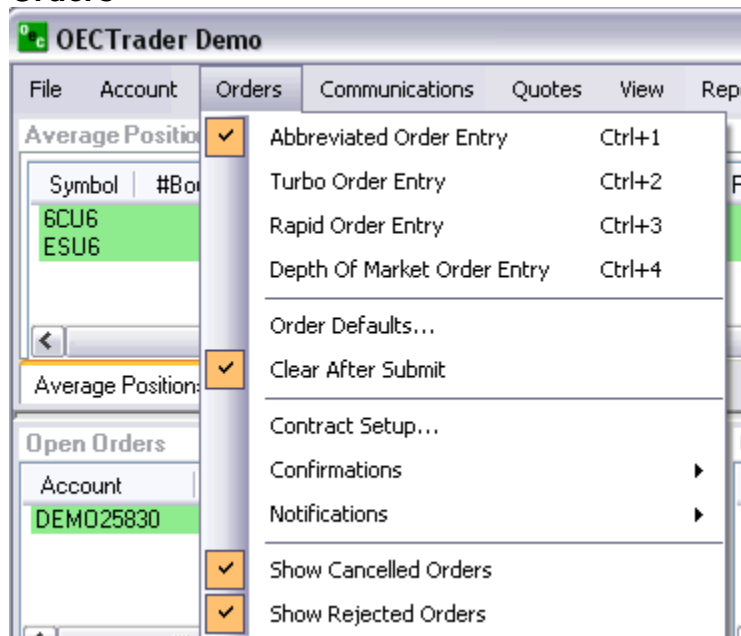 Orders
OECTrader Demo
File Account Orders Communications Quotes View
Average
Abbreviated Order Entry Ctrl+1
Symbol
Turbo Order Entry Ctrl+2
6CU6
Rapid Order Entry Ctrl+3
ESU6
Depth Of Market Order Entry Ctrl+4
Order Defaults...
Clear After Submit
Average Position
Contract Setup...
Open Orders
Confirmations
Account
Notifications
DEMO25830
Show Cancelled Orders
Show Rejected Orders